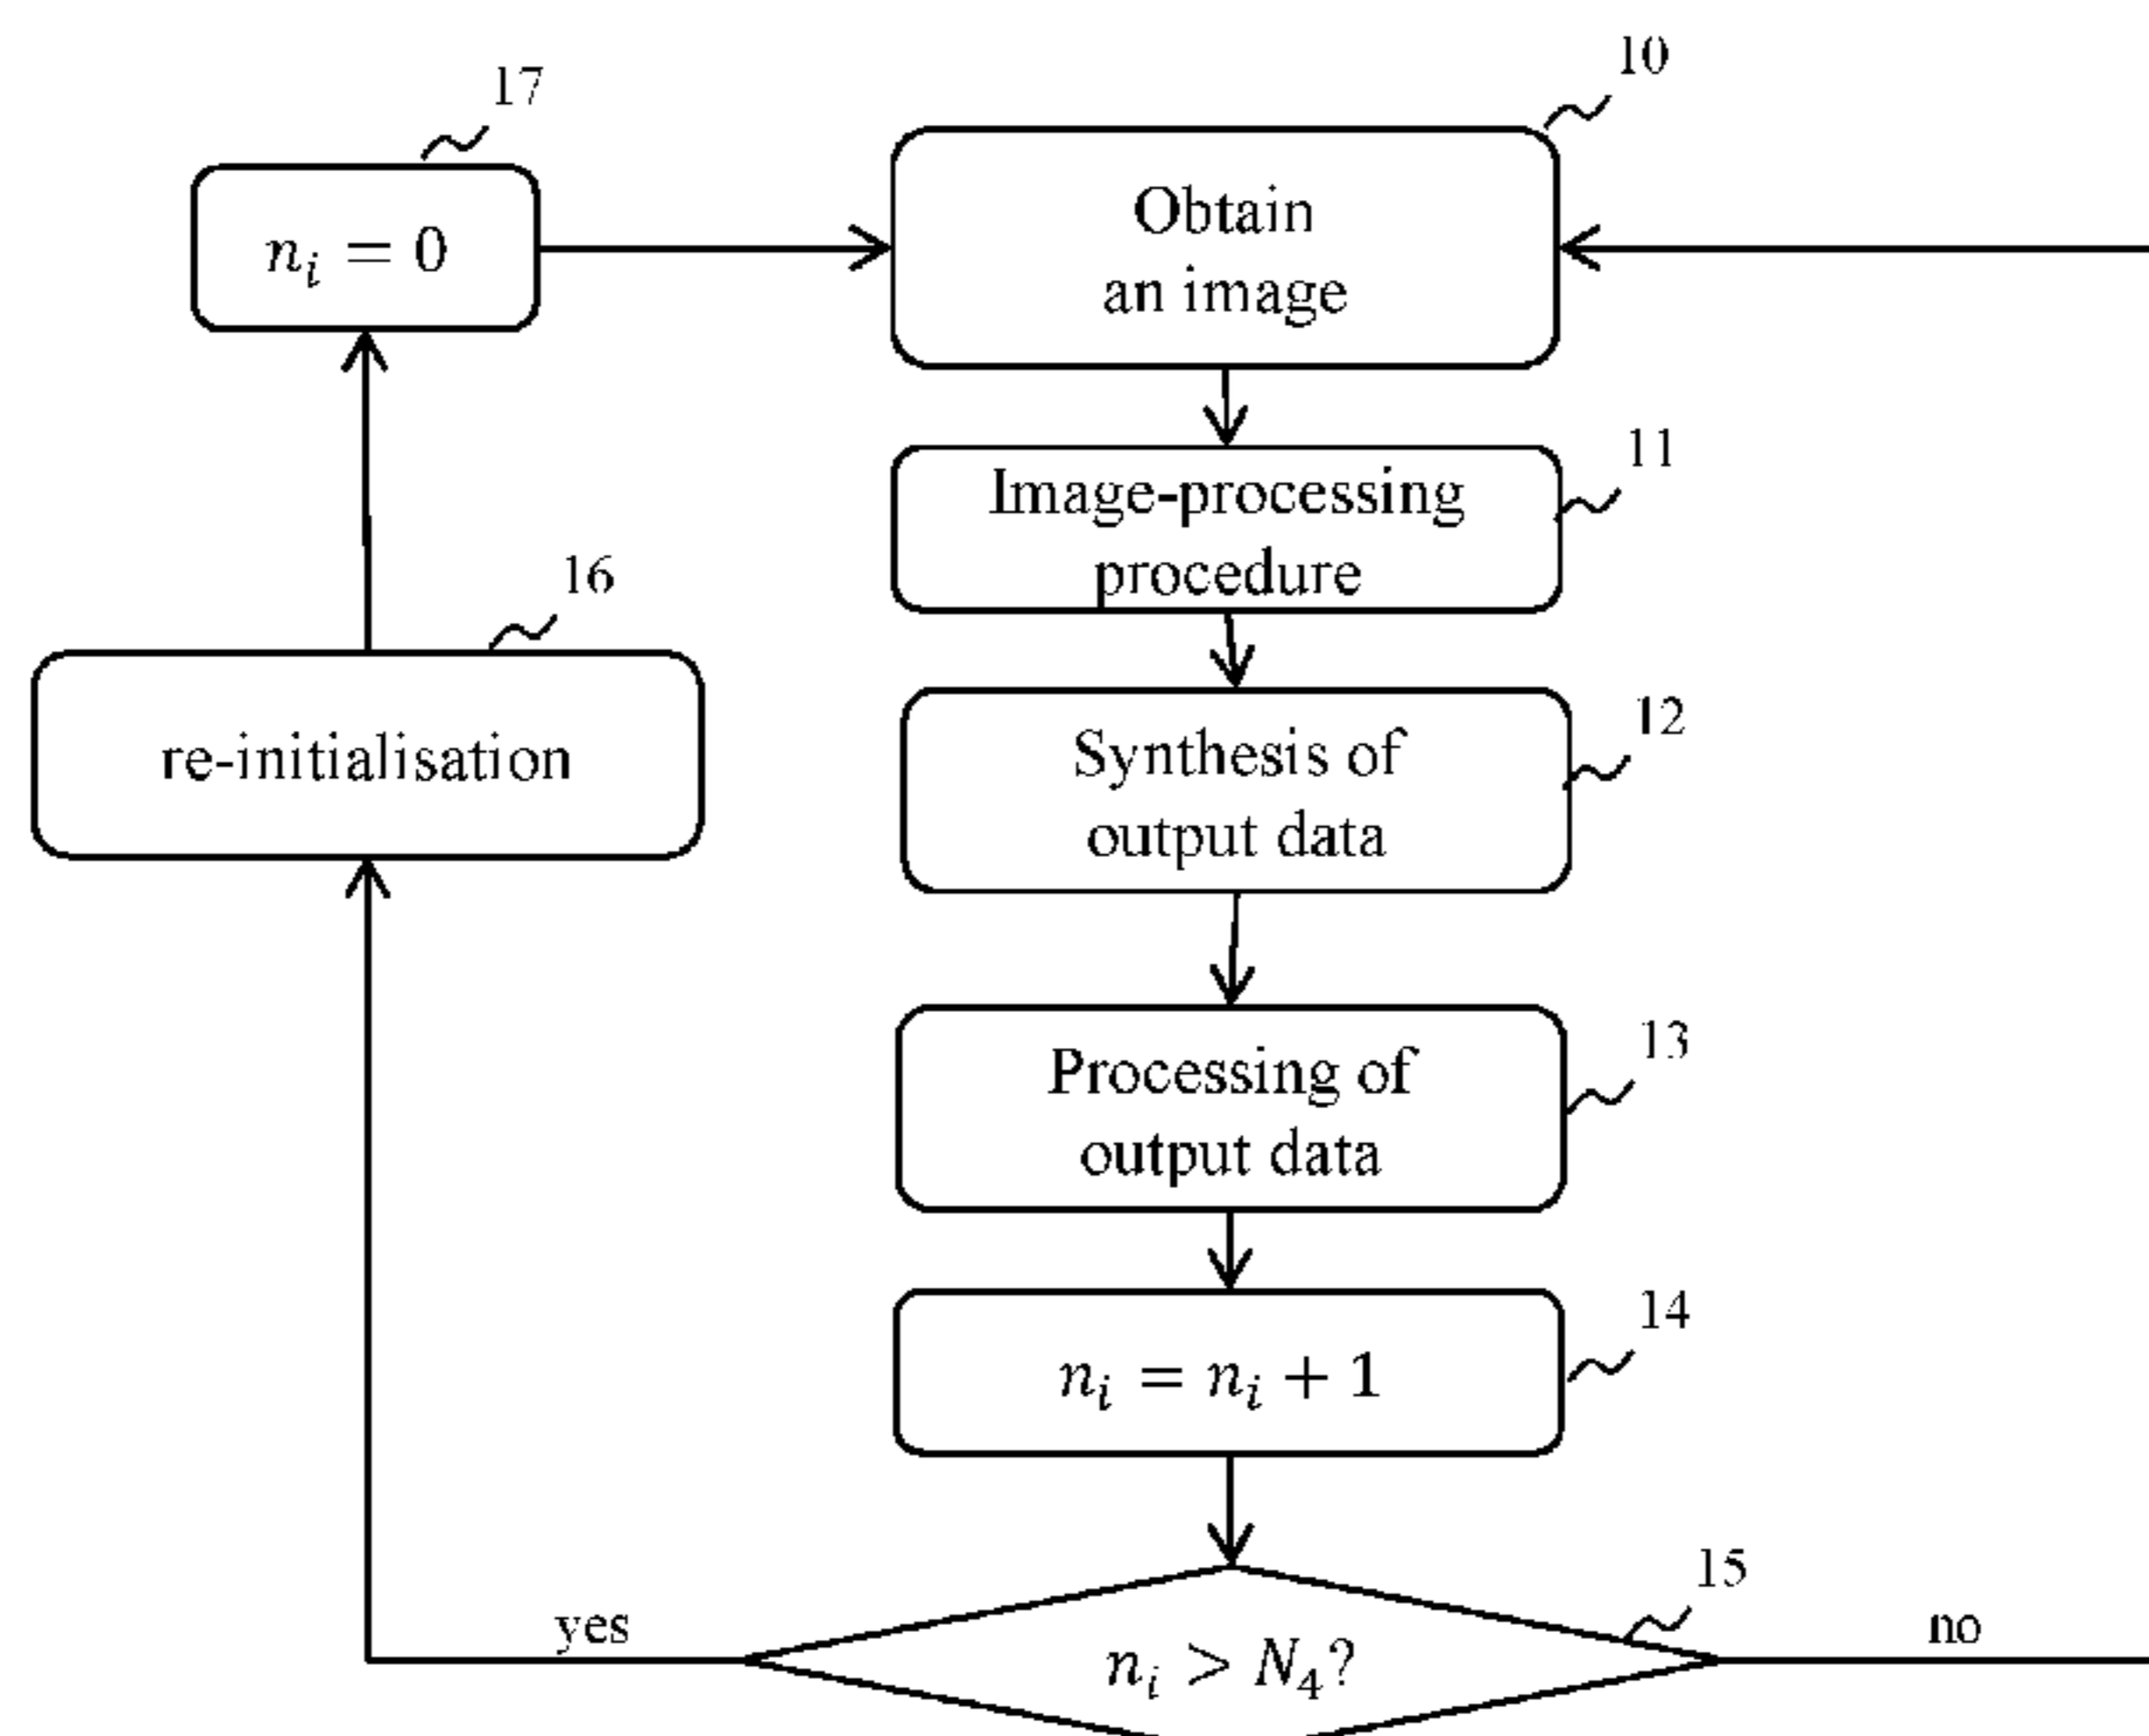 10
17
Obtain
an image
n_i = 0
11
Image-processing
procedure
16
12
re-initialisation
Synthesis of
output data
13
Processing of
output data
14
n_i = n_i + 1
15
yes
no
n_i > N_4?